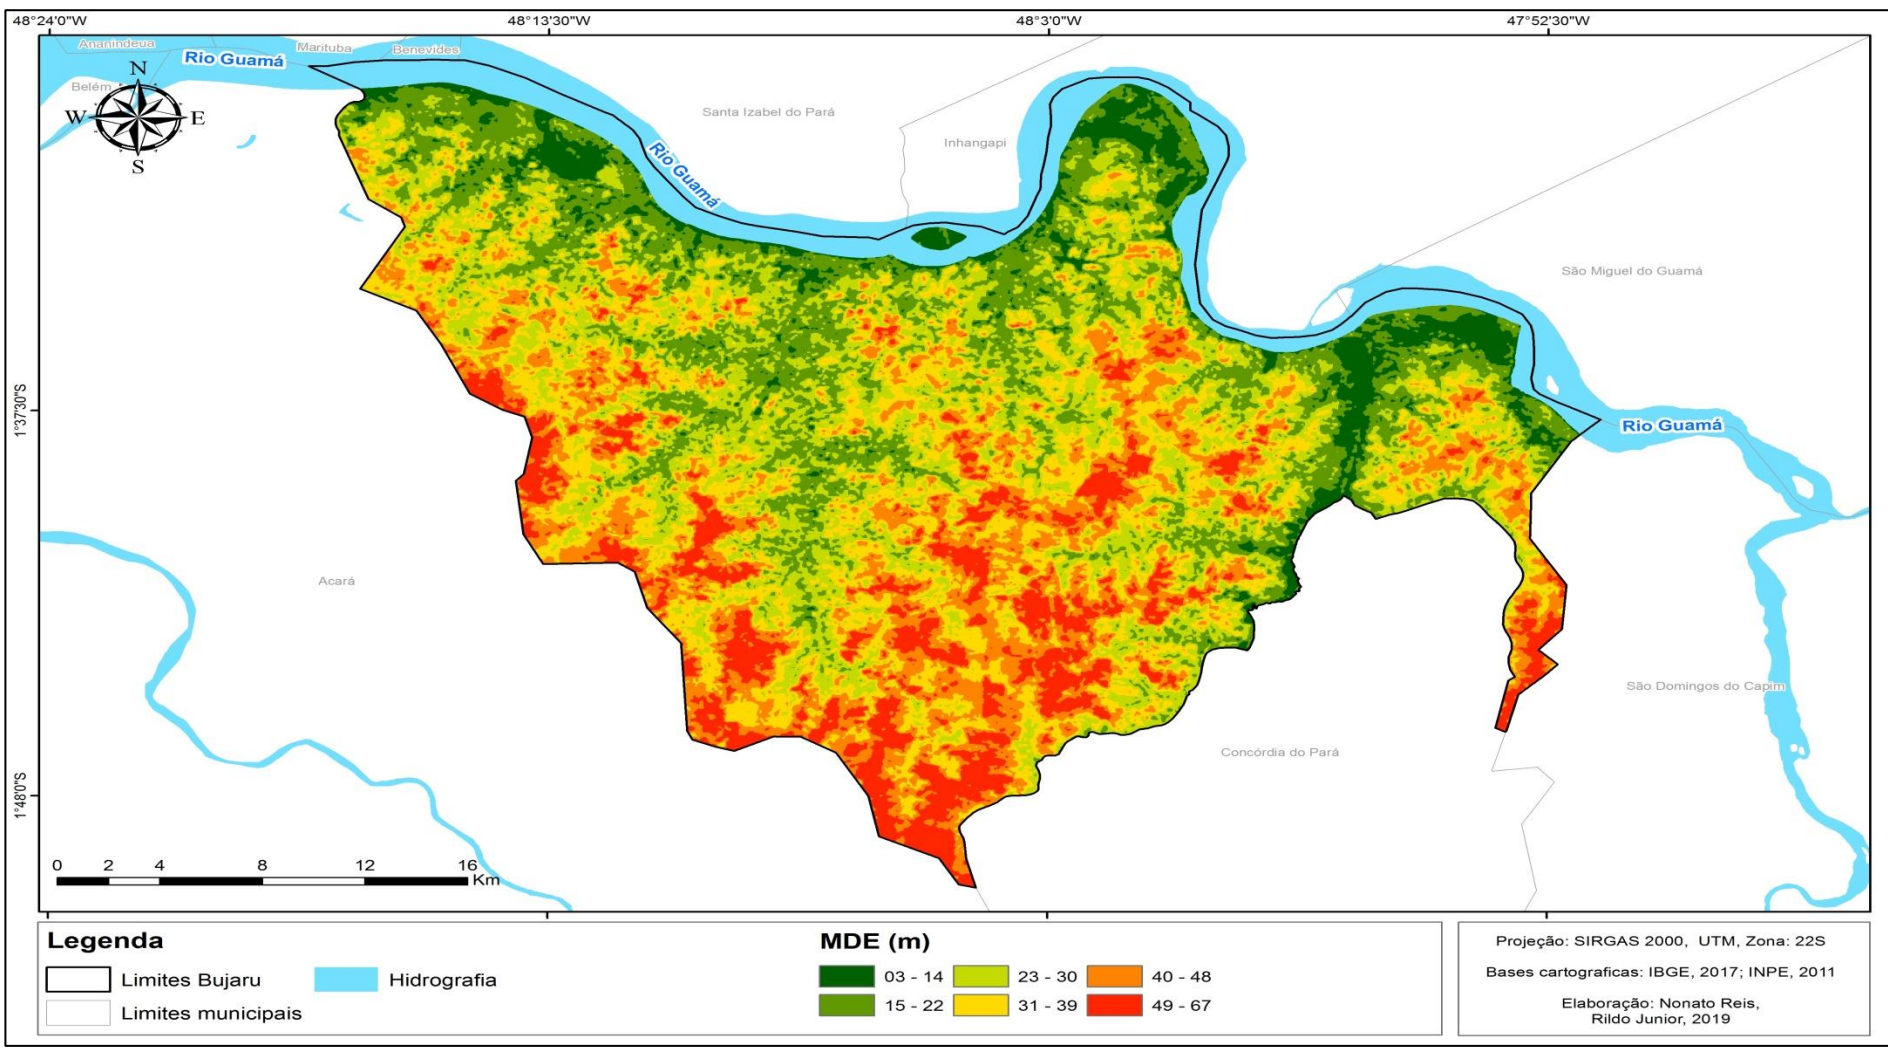 48°24'0"W
48°13'30"W
48°3'0"W
47°52'30"W
Ananindeua
Marituba
Benevides
Rio Guamá
Belém
N
W
E
S
Santa Izabel do Pará
Inhangapi
Rio Guamá
São Miguel do Guamá
1°37'30"S
Rio Guamá
Acará
São Domingos do Capim
Concórdia do Pará
1°48'0"S
0 2 4 8 12 16
Km
Legenda
Limites Bujaru
Hidrografia
Limites municipais
MDE (m)
03 - 14
23 - 30
40 - 48
15 - 22
31 - 39
49 - 67
Projeção: SIRGAS 2000, UTM, Zona: 22S
Bases cartograficas: IBGE, 2017; INPE, 2011
Elaboração: Nonato Reis,
Rildo Junior, 2019